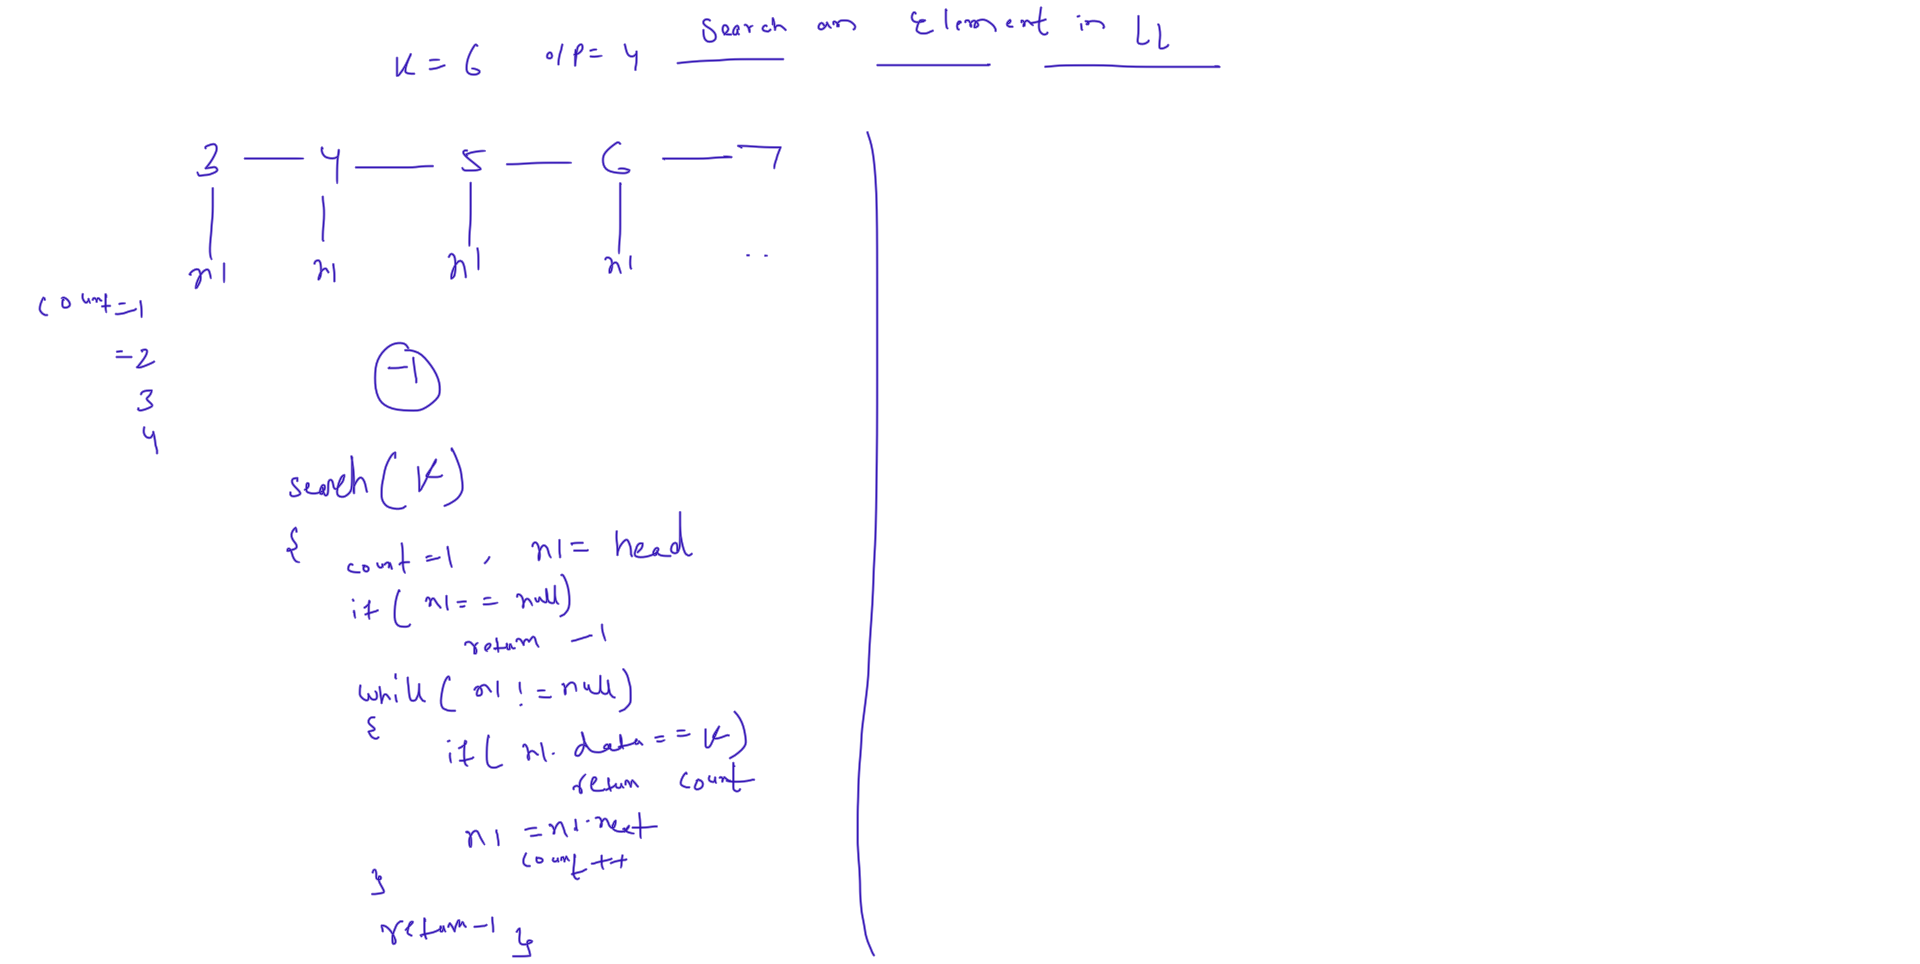 Search an Element in LL
K = 6 o/p = 4
3 — 4 — 5 — 6 — 7
n1 n1 n1 n1 ..
count = 1
= 2
3
4
-1
search(K)
{
count = 1, n1 = head
if( n1 == null)
return -1
while( n1 != null)
{
if( n1. data == K)
return count
n1 = n1.next
count ++
}
return -1 }